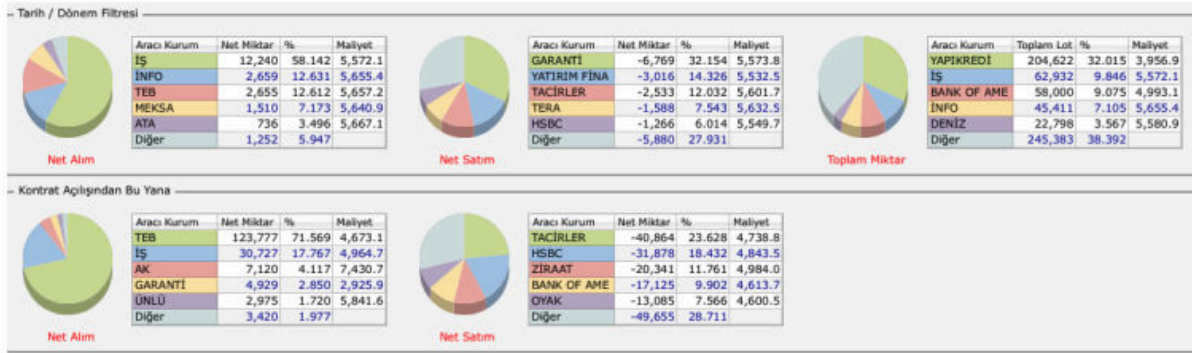 Tarih / Dönem Filtresi
Aracı Kurum Net Miktar % Maliyet
İŞ 12,240 58.142 5,572.1
İNFO 2,659 12.631 5,655.4
TEB 2,655 12.612 5,657.2
MEKSA 1,510 7.173 5,640.9
ATA 736 3.496 5,667.1
Diğer 1,252 5.947
Net Alım
Aracı Kurum Net Miktar % Maliyet
GARANTİ -6,769 32.154 5,573.8
YATIRIM FİNA -3,016 14.326 5,532.5
TACİRLER -2,533 12.032 5,601.7
TERA -1,588 7.543 5,632.5
HSBC -1,266 6.014 5,549.7
Diğer -5,880 27.931
Net Satım
Aracı Kurum Toplam Lot % Maliyet
YAPIKREDİ 204,622 32.015 3,956.9
İŞ 62,932 9.846 5,572.1
BANK OF AME 58,000 9.075 4,993.1
İNFO 45,411 7.105 5,655.4
DENİZ 22,798 3.567 5,580.9
Diğer 245,383 38.392
Toplam Miktar
Kontrat Açılışından Bu Yana
Aracı Kurum Net Miktar % Maliyet
TEB 123,777 71.569 4,673.1
İŞ 30,727 17.767 4,964.7
AK 7,120 4.117 7,430.7
GARANTİ 4,929 2.850 2,925.9
ÜNLÜ 2,975 1.720 5,841.6
Diğer 3,420 1.977
Net Alım
Aracı Kurum Net Miktar % Maliyet
TACİRLER -40,864 23.628 4,738.8
HSBC -31,878 18.432 4,843.5
ZİRAAT -20,341 11.761 4,984.0
BANK OF AME -17,125 9.902 4,613.7
OYAK -13,085 7.566 4,600.5
Diğer -49,655 28.711
Net Satım